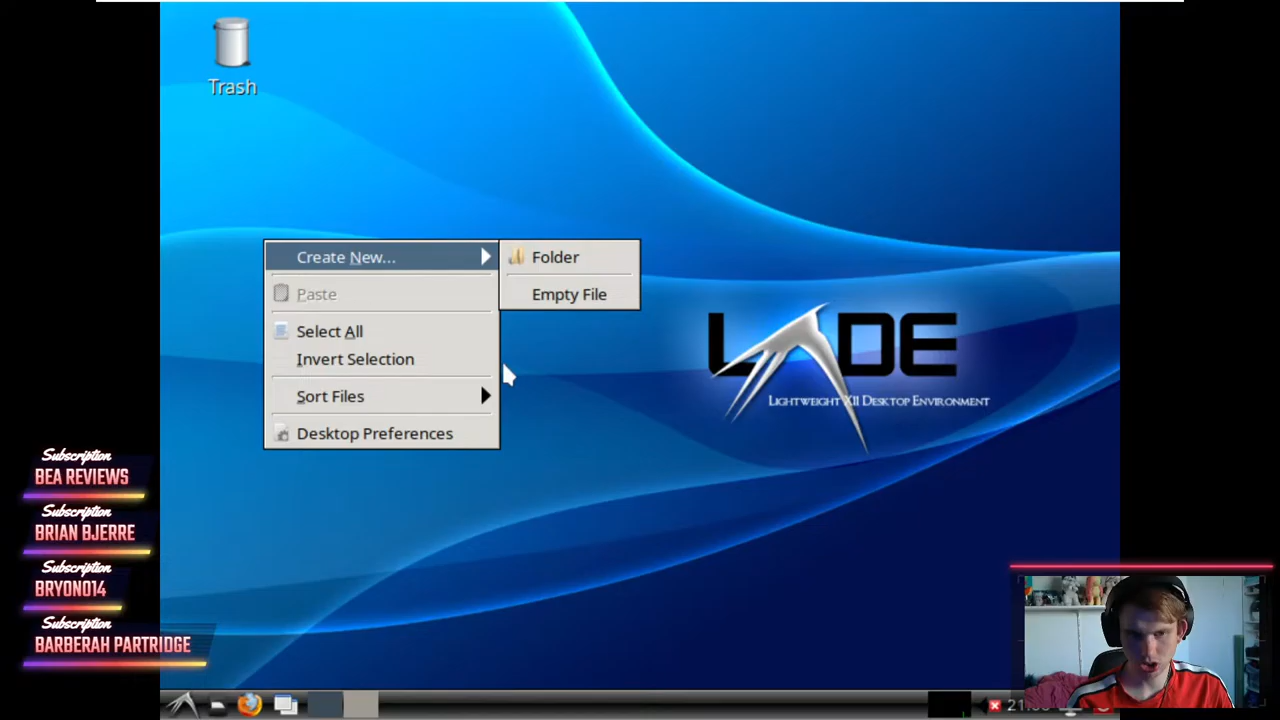 Trash
Create New...
Folder
Empty File
Paste
Select All
Invert Selection
Sort Files
Desktop Preferences
LXDE
LIGHTWEIGHT X11 DESKTOP ENVIRONMENT
Subscription
BEA REVIEWS
Subscription
BRIAN BJERRE
Subscription
BRYONO14
Subscription
BARBERAH PARTRIDGE